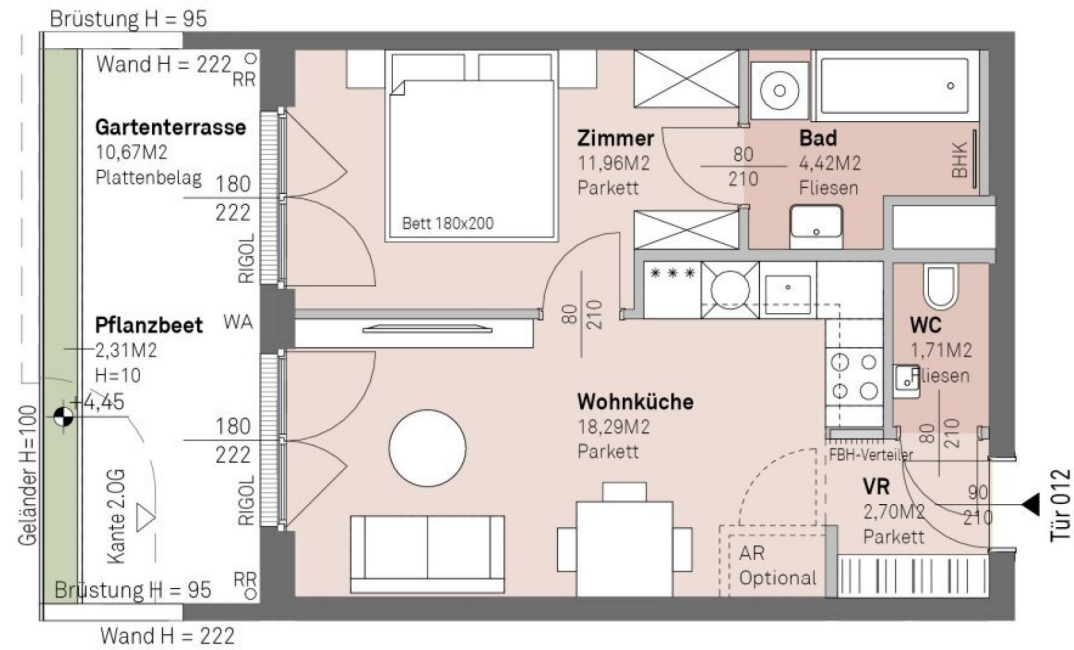 Brüstung H = 95
Wand H = 222
RR
Gartenterrasse
10,67M2
Plattenbelag
180
222
RIGOL
Zimmer
11,96M2
Parkett
80
210
Bad
4,42M2
Fliesen
BHK
Bett 180x200
80
210
***
Pflanzbeet
2,31M2
H=10
WA
WC
1,71M2
Fliesen
80
210
+4,45
Geländer H=100
Kante 2.OG
180
222
RIGOL
Wohnküche
18,29M2
Parkett
FBH-Verteiler
VR
2,70M2
Parkett
90
210
Tür 012
AR
Optional
RR
Brüstung H = 95
Wand H = 222